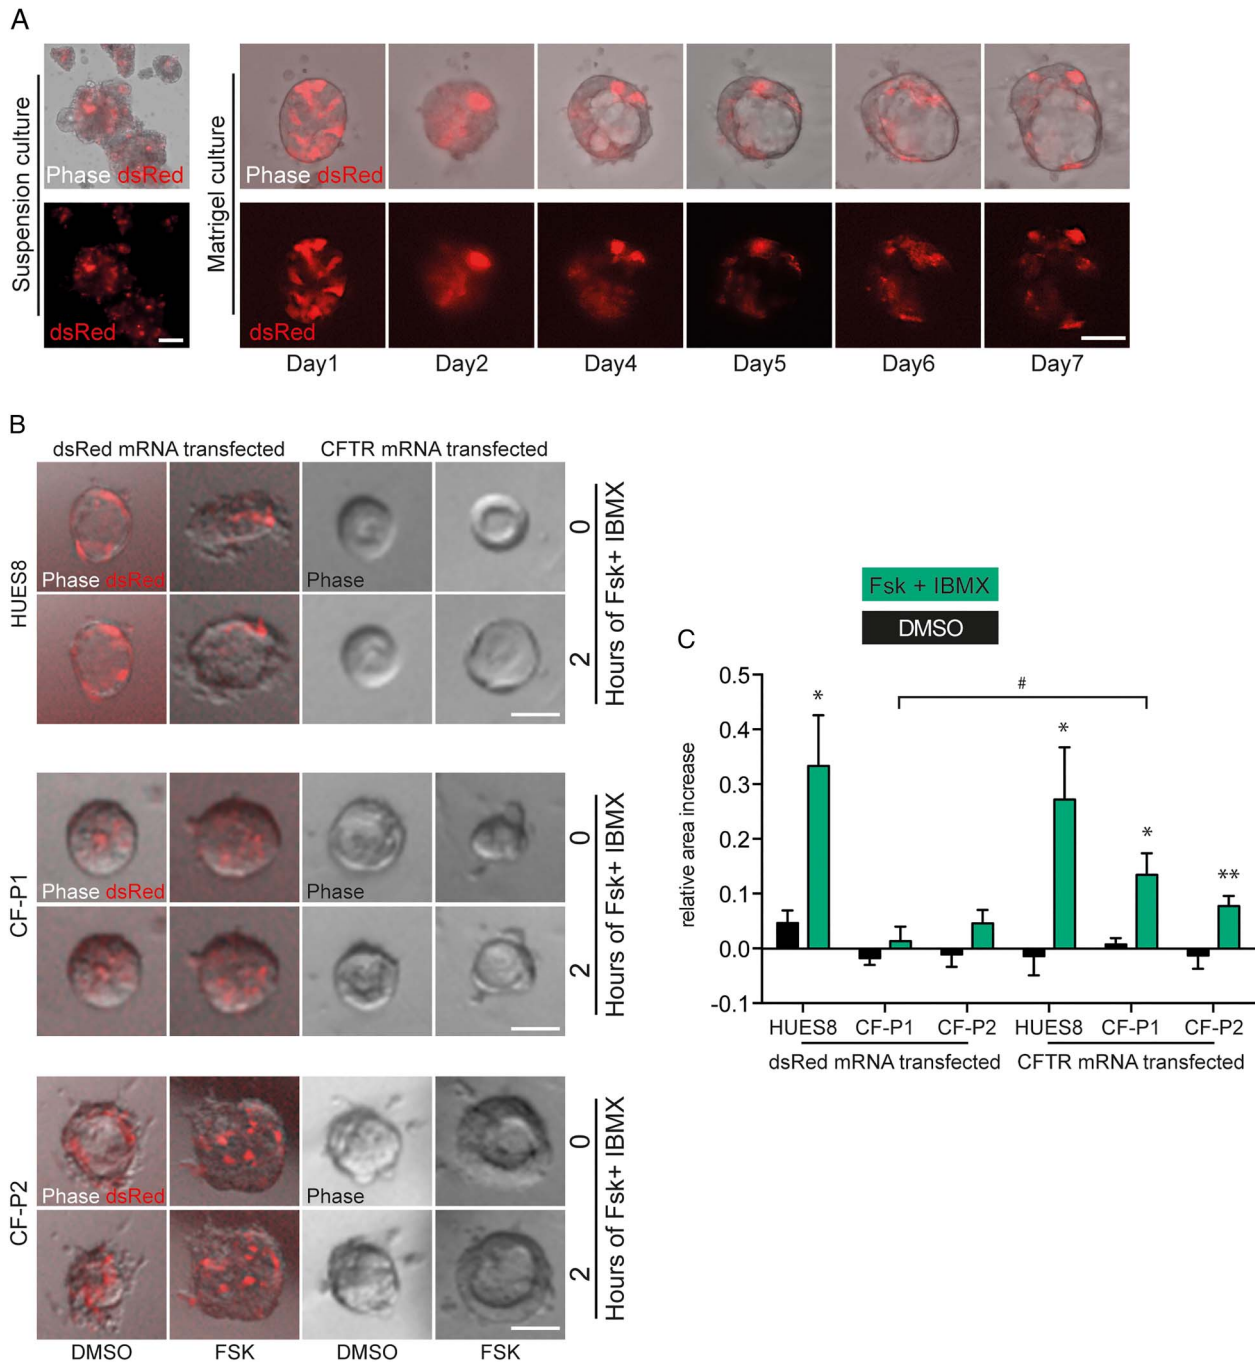 A
Suspension culture
Phase dsRed
dsRed
Matrigel culture
Phase dsRed
dsRed
Day1 Day2 Day4 Day5 Day6 Day7
B
dsRed mRNA transfected CFTR mRNA transfected
HUES8
Phase dsRed Phase
0
2
Hours of Fsk+ IBMX
CF-P1
Phase dsRed Phase
0
2
Hours of Fsk+ IBMX
CF-P2
Phase dsRed Phase
0
2
Hours of Fsk+ IBMX
DMSO FSK DMSO FSK
C
Fsk + IBMX
DMSO
relative area increase
0.5
0.4
0.3
0.2
0.1
0.0
-0.1
* # * * **
HUES8 CF-P1 CF-P2 HUES8 CF-P1 CF-P2
dsRed mRNA transfected CFTR mRNA transfected